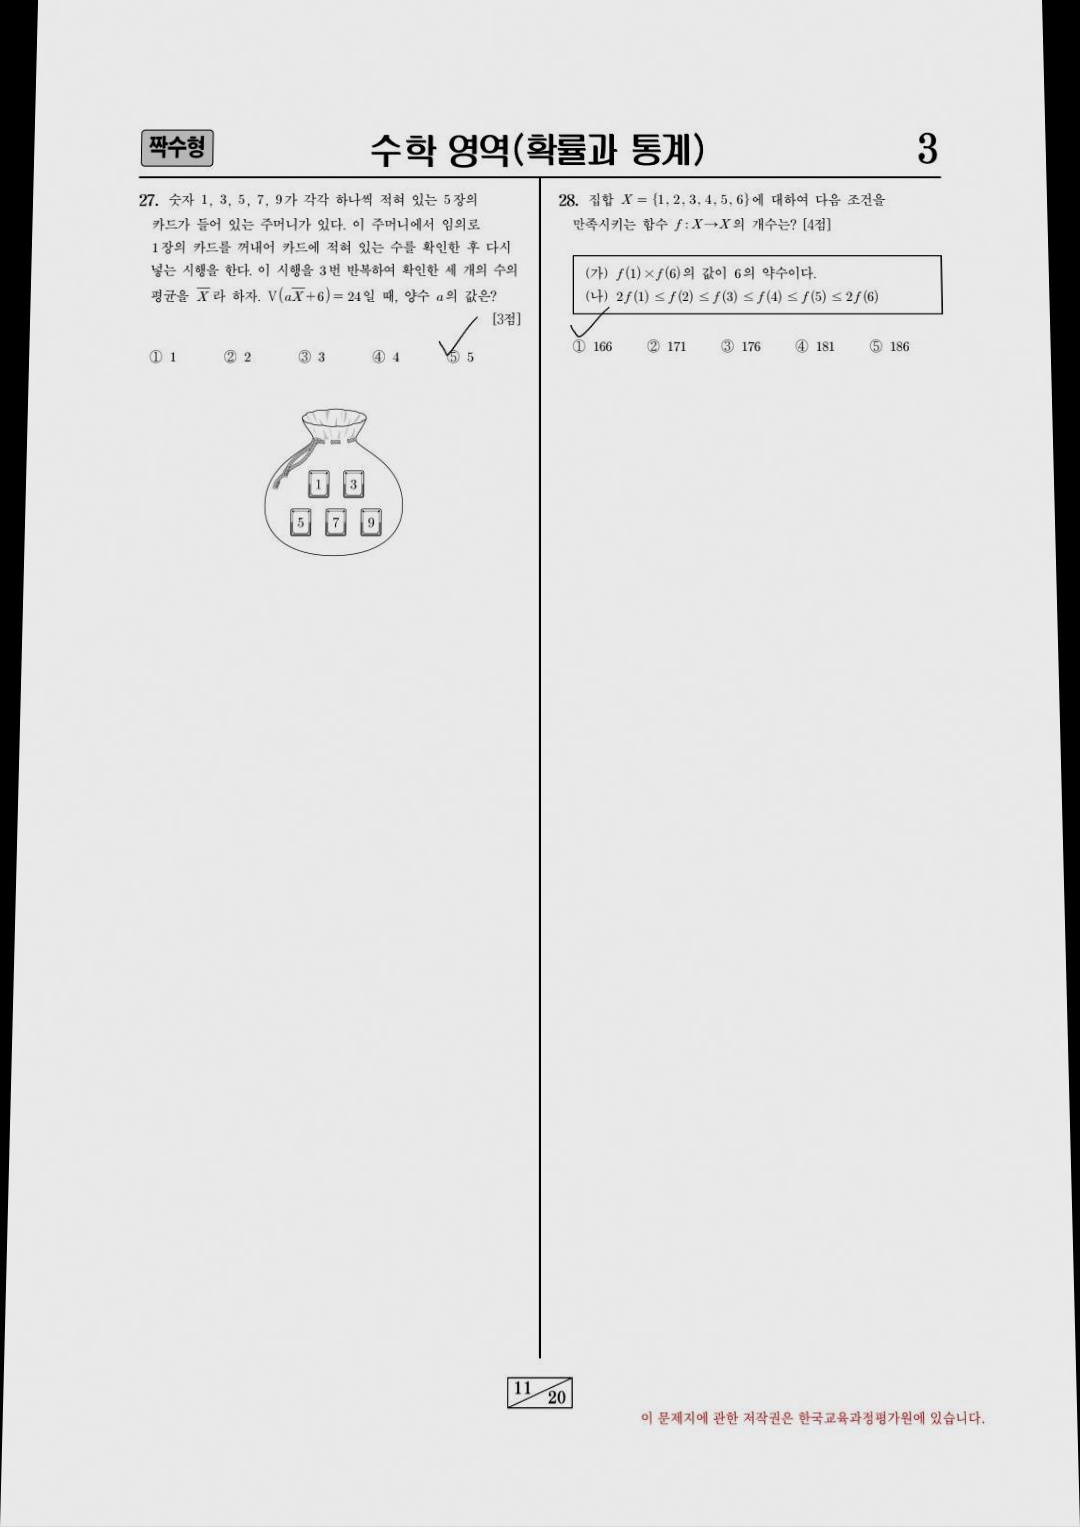 짝수형
수학 영역(확률과 통계)
3
27. 숫자 1, 3, 5, 7, 9가 각각 하나씩 적혀 있는 5장의
카드가 들어 있는 주머니가 있다. 이 주머니에서 임의로
1장의 카드를 꺼내어 카드에 적혀 있는 수를 확인한 후 다시
넣는 시행을 한다. 이 시행을 3번 반복하여 확인한 세 개의 수의
평균을 X̅라 하자. V(aX̅+6)=24일 때, 양수 a의 값은?
[3점]
① 1 ② 2 ③ 3 ④ 4 ⑤ 5
1 3
5 7 9
28. 집합 X={1, 2, 3, 4, 5, 6}에 대하여 다음 조건을
만족시키는 함수 f : X→X의 개수는? [4점]
(가) f(1)×f(6)의 값이 6의 약수이다.
(나) 2f(1)≤f(2)≤f(3)≤f(4)≤f(5)≤2f(6)
① 166 ② 171 ③ 176 ④ 181 ⑤ 186
11
20
이 문제지에 관한 저작권은 한국교육과정평가원에 있습니다.